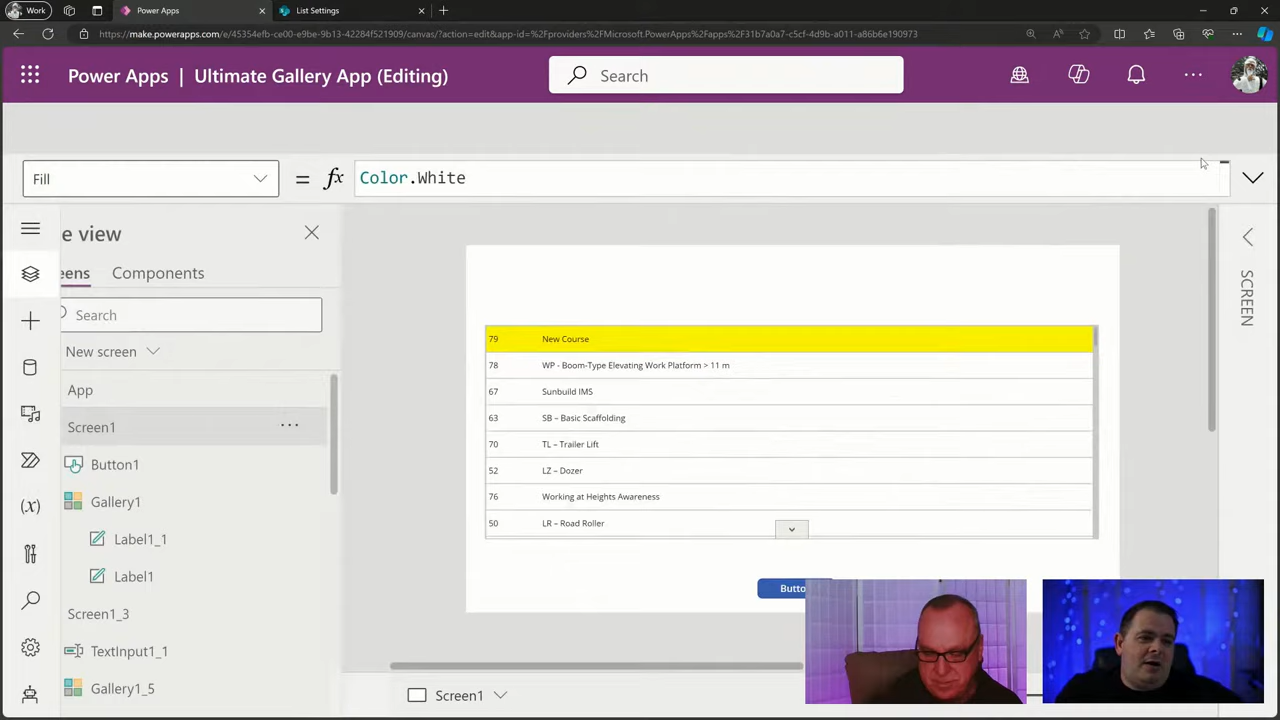 Work
Power Apps
List Settings
https://make.powerapps.com/e/45354efb-ce00-e9be-9b13-42284f521909/canvas/?action=edit&app-id=%2Fproviders%2FMicrosoft.PowerApps%2Fapps%2F31b7a0a7-c5cf-4d9b-a011-a86b6e190973
Power Apps | Ultimate Gallery App (Editing)
Search
Fill
= fx Color.White
e view
eens
Components
Search
New screen
App
Screen1
Button1
Gallery1
Label1_1
Label1
Screen1_3
TextInput1_1
Gallery1_5
79 New Course
78 WP - Boom-Type Elevating Work Platform > 11 m
67 Sunbuild IMS
63 SB – Basic Scaffolding
70 TL – Trailer Lift
52 LZ – Dozer
76 Working at Heights Awareness
50 LR – Road Roller
Butto
Screen1
SCREEN